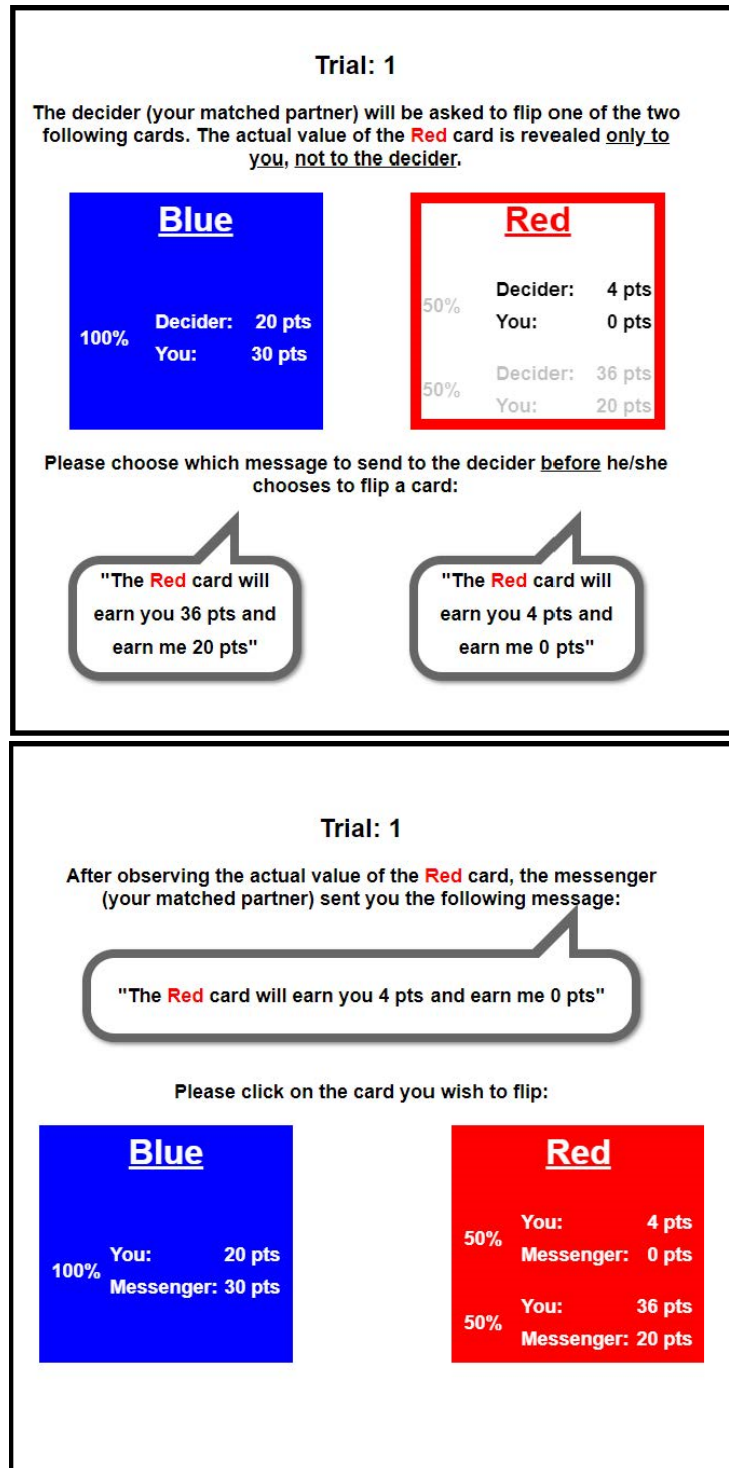 Trial: 1
The decider (your matched partner) will be asked to flip one of the two
following cards. The actual value of the Red card is revealed only to
you, not to the decider.
Blue
100%
Decider: 20 pts
You: 30 pts
Red
50%
Decider: 4 pts
You: 0 pts
50%
Decider: 36 pts
You: 20 pts
Please choose which message to send to the decider before he/she
chooses to flip a card:
"The Red card will
earn you 36 pts and
earn me 20 pts"
"The Red card will
earn you 4 pts and
earn me 0 pts"
Trial: 1
After observing the actual value of the Red card, the messenger
(your matched partner) sent you the following message:
"The Red card will earn you 4 pts and earn me 0 pts"
Please click on the card you wish to flip:
Blue
100%
You: 20 pts
Messenger: 30 pts
Red
50%
You: 4 pts
Messenger: 0 pts
50%
You: 36 pts
Messenger: 20 pts